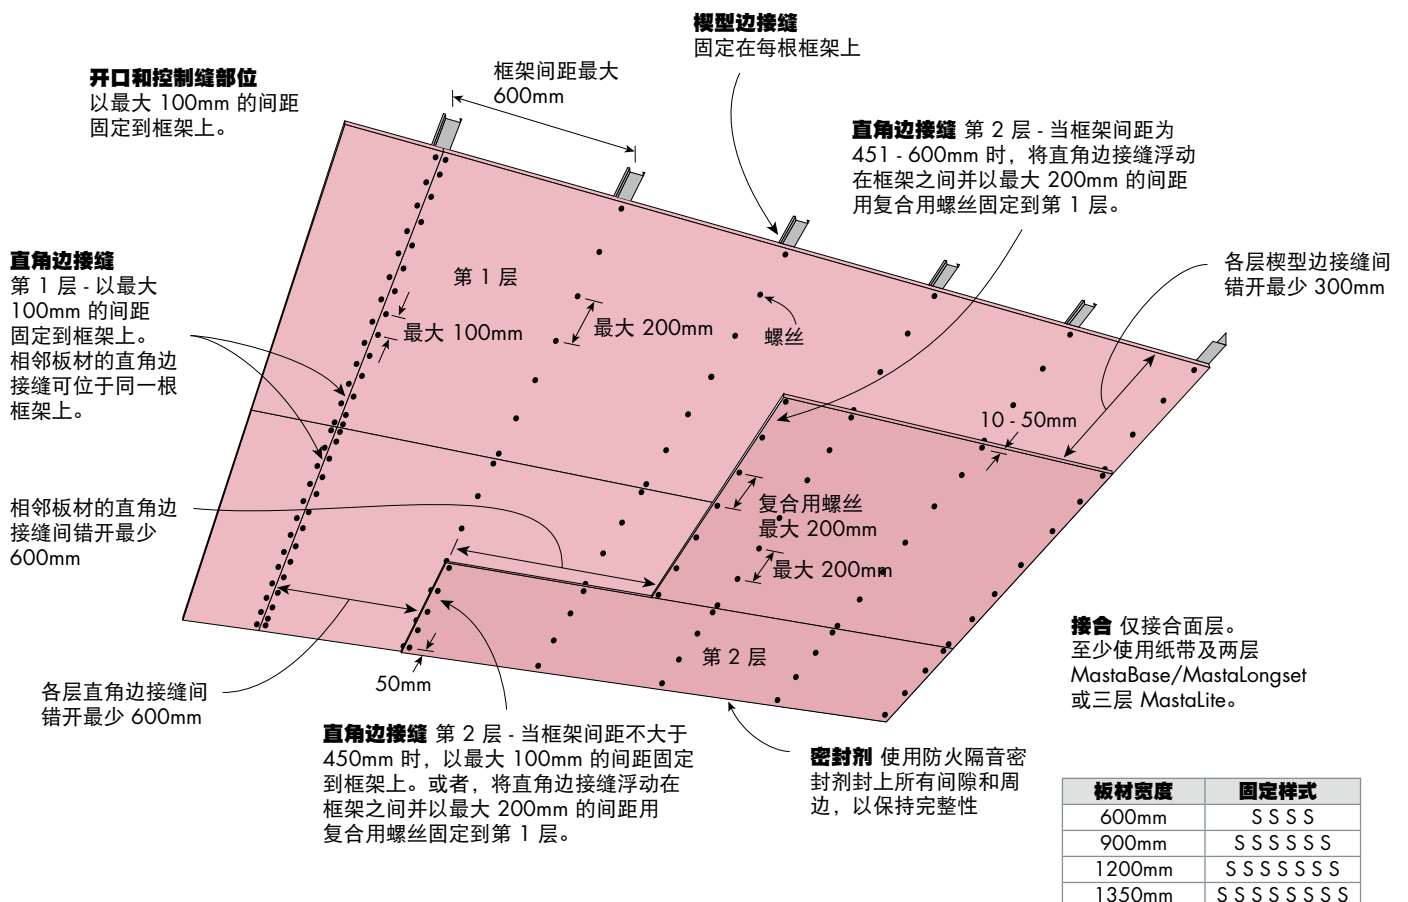 楔型边接缝
固定在每根框架上
开口和控制缝部位
以最大 100mm 的间距
固定到框架上。
框架间距最大
600mm
直角边接缝 第 2 层 - 当框架间距为
451 - 600mm 时，将直角边接缝浮动
在框架之间并以最大 200mm 的间距
用复合用螺丝固定到第 1 层。
直角边接缝
第 1 层 - 以最大
100mm 的间距
固定到框架上。
相邻板材的直角边
接缝可位于同一根
框架上。
第 1 层
最大 100mm
最大 200mm
螺丝
各层楔型边接缝间
错开最少 300mm
10 - 50mm
相邻板材的直角边
接缝间错开最少
600mm
复合用螺丝
最大 200mm
最大 200mm
第 2 层
50mm
各层直角边接缝间
错开最少 600mm
直角边接缝 第 2 层 - 当框架间距不大于
450mm 时，以最大 100mm 的间距固定
到框架上。或者，将直角边接缝浮动在
框架之间并以最大 200mm 的间距用
复合用螺丝固定到第 1 层。
密封剂 使用防火隔音密
封剂封上所有间隙和周
边，以保持完整性
接合 仅接合面层。
至少使用纸带及两层
MastaBase/MastaLongset
或三层 MastaLite。
板材宽度 固定样式
600mm S S S S
900mm S S S S S S
1200mm S S S S S S S
1350mm S S S S S S S S